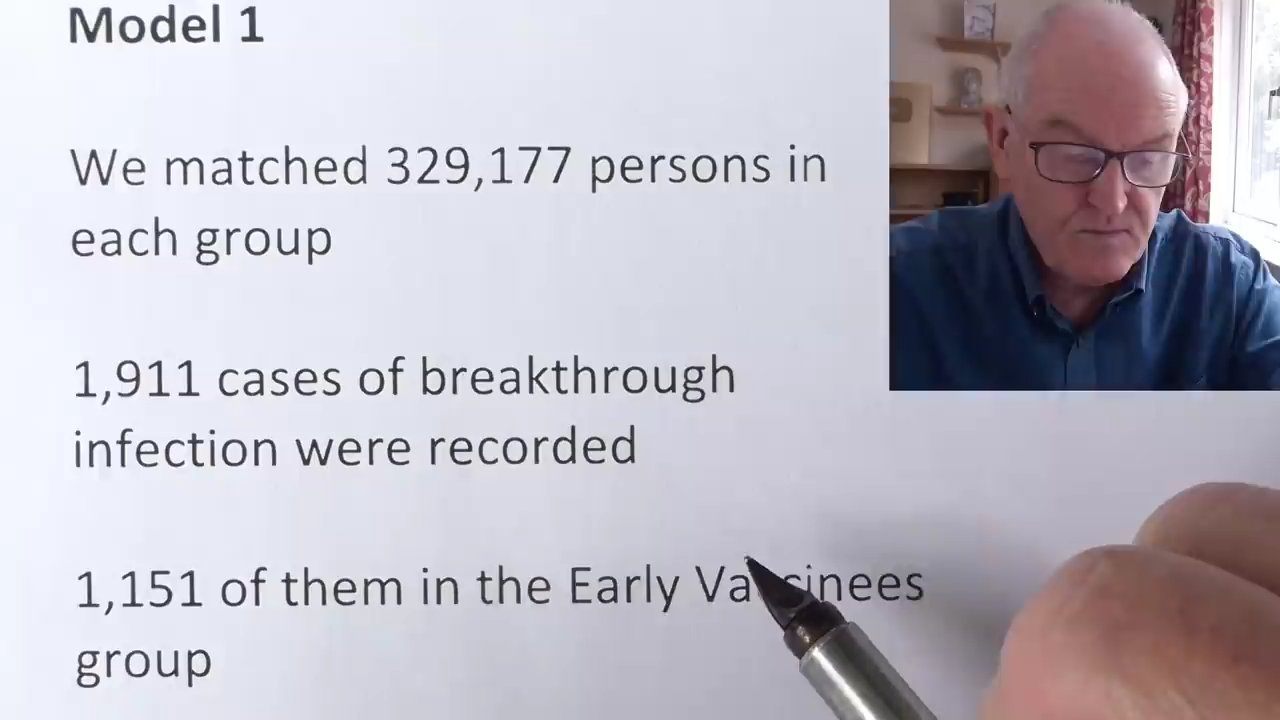 Model 1
We matched 329,177 persons in
each group
1,911 cases of breakthrough
infection were recorded
1,151 of them in the Early Vaccinees
group